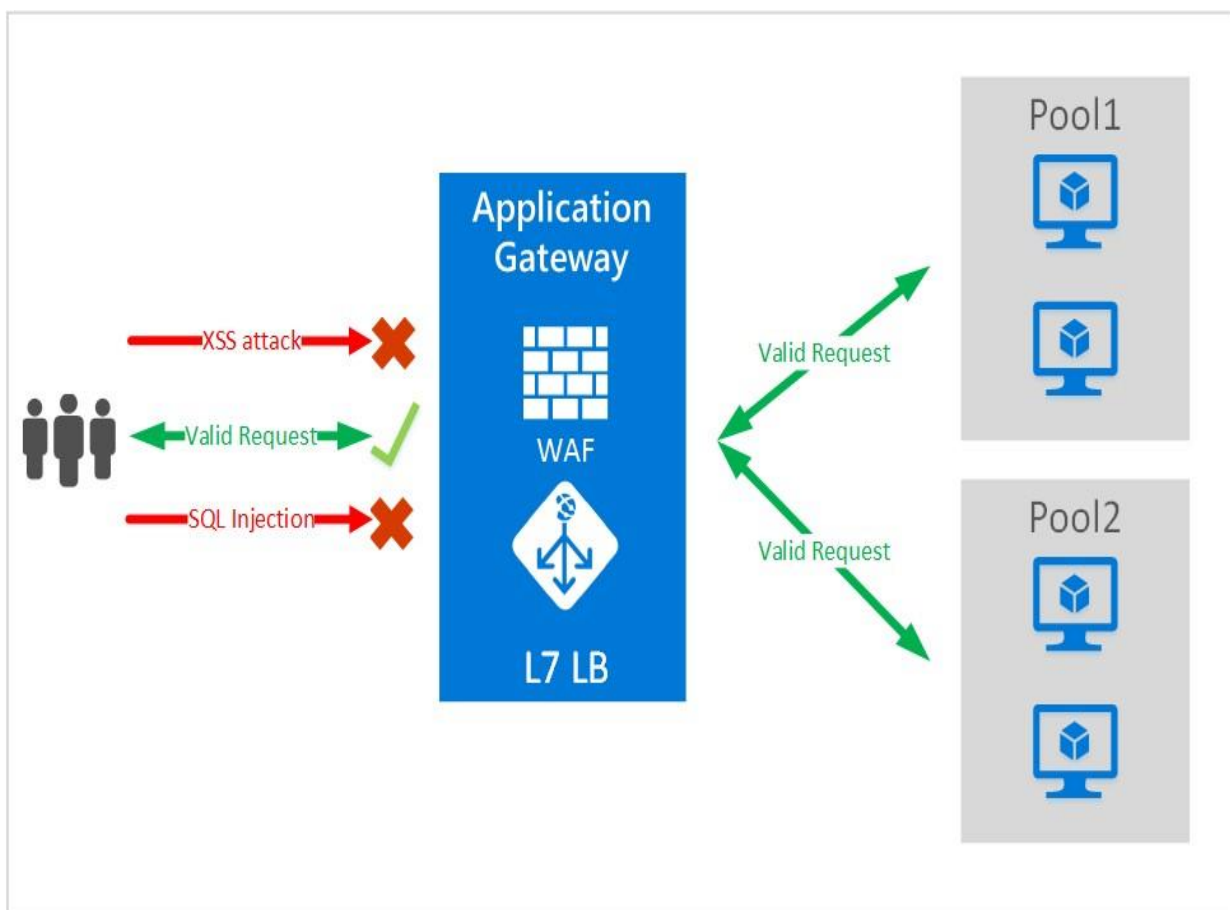 XSS attack
Valid Request
SQL Injection
Application
Gateway
WAF
L7 LB
Valid Request
Valid Request
Pool1
Pool2